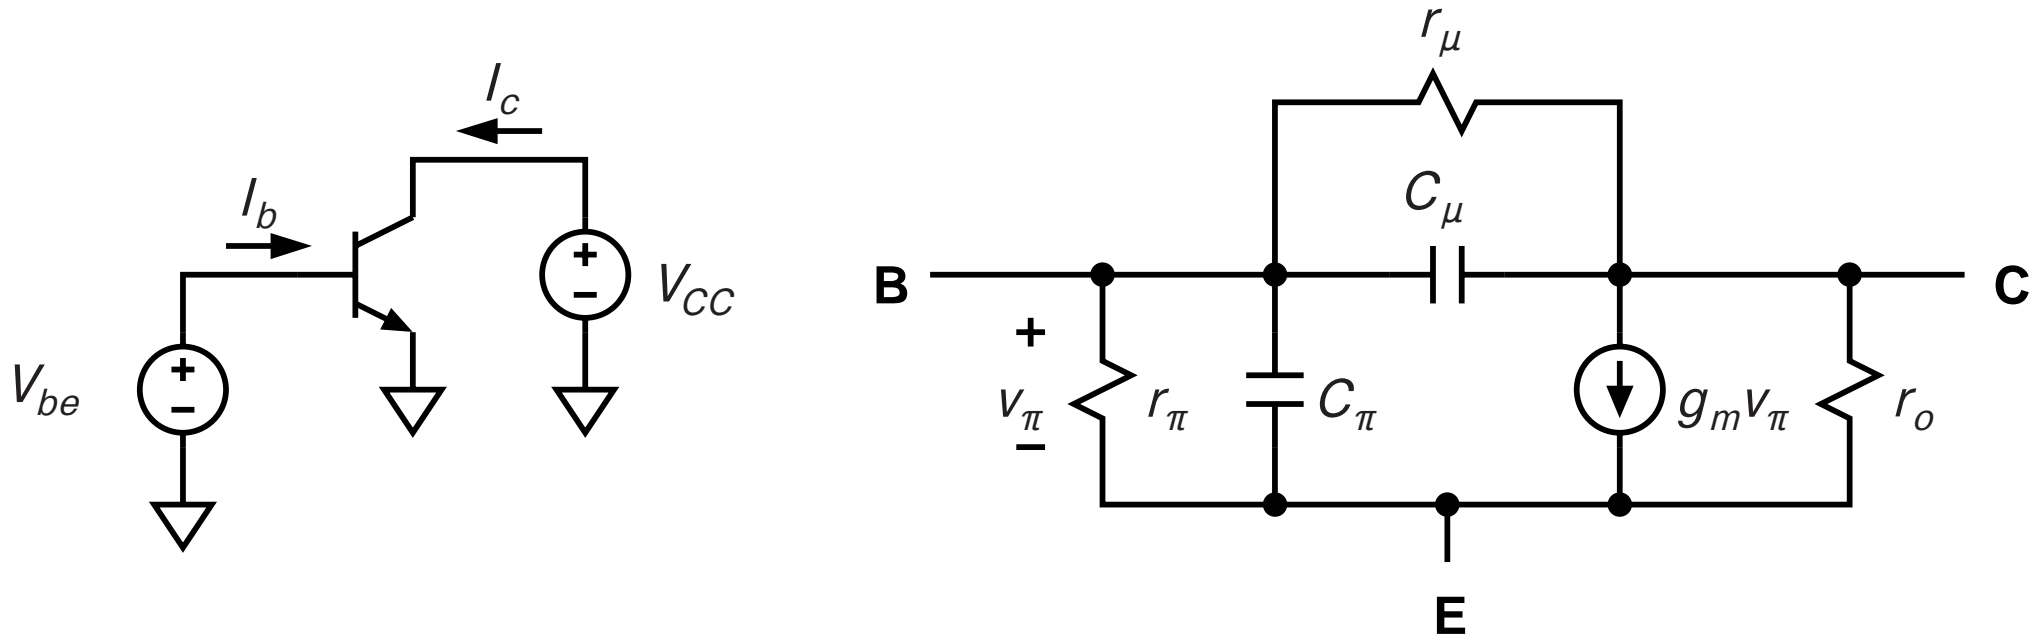 I_c
I_b
+
−
V_CC
+
−
V_be
r_μ
C_μ
B
C
+
v_π
−
r_π
C_π
g_m v_π
r_o
E